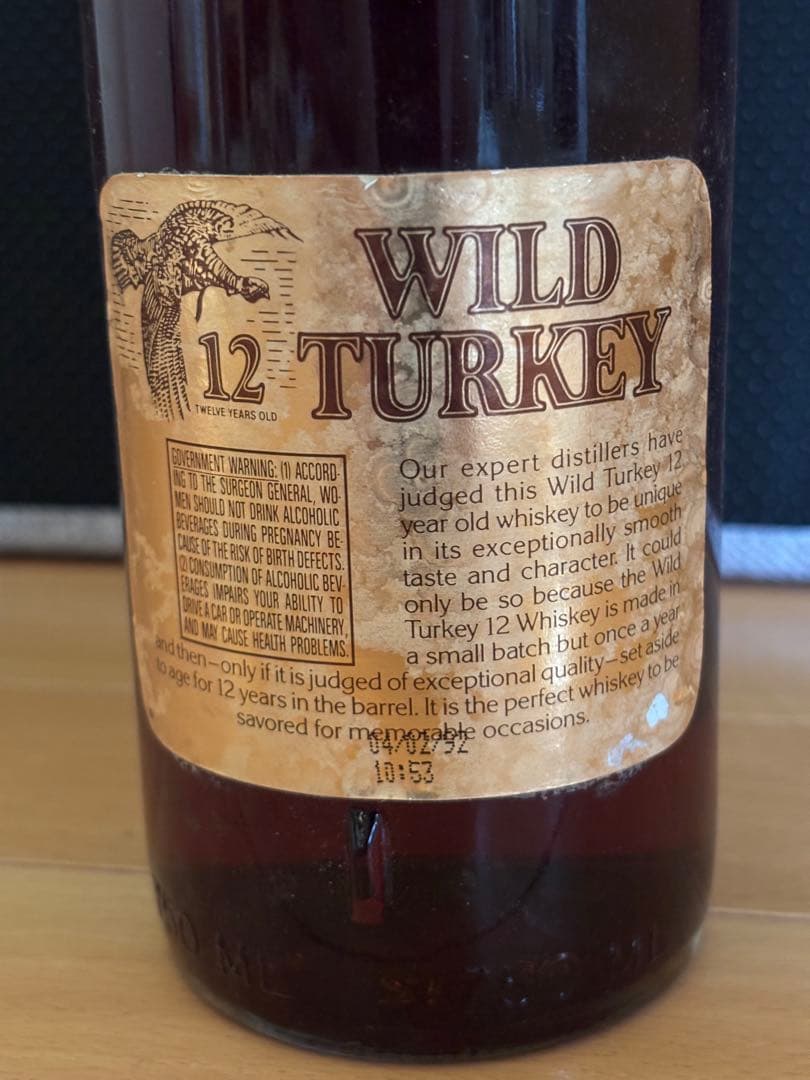 WILD
12 TURKEY
TWELVE YEARS OLD
GOVERNMENT WARNING: (1) ACCORD-
ING TO THE SURGEON GENERAL, WO-
MEN SHOULD NOT DRINK ALCOHOLIC
BEVERAGES DURING PREGNANCY BE-
CAUSE OF THE RISK OF BIRTH DEFECTS.
(2) CONSUMPTION OF ALCOHOLIC BEV-
ERAGES IMPAIRS YOUR ABILITY TO
DRIVE A CAR OR OPERATE MACHINERY,
AND MAY CAUSE HEALTH PROBLEMS.
Our expert distillers have
judged this Wild Turkey 12
year old whiskey to be unique
in its exceptionally smooth
taste and character. It could
only be so because the Wild
Turkey 12 Whiskey is made in
a small batch but once a year
and then–only if it is judged of exceptional quality–set aside
to age for 12 years in the barrel. It is the perfect whiskey to be
savored for memorable occasions.
04/02/92
10:53
750 ML
ML